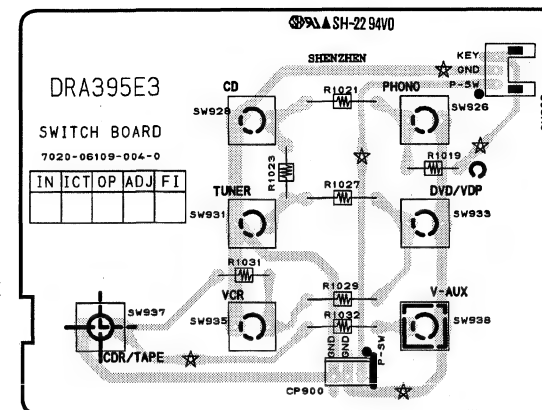 SH-22 94V0
SHENZHEN
KEY
GND
P-SW
DRA395E3
SWITCH BOARD
7020-06109-004-0
IN ICT OP ADJ FI
CD
SW928
R1021
PHONO
SW926
R1023
R1019
TUNER
SW931
R1027
DVD/VDP
SW933
R1031
VCR
SW935
R1029
R1032
V-AUX
SW938
SW937
CDR/TAPE
GND
GND
P-SW
CP900